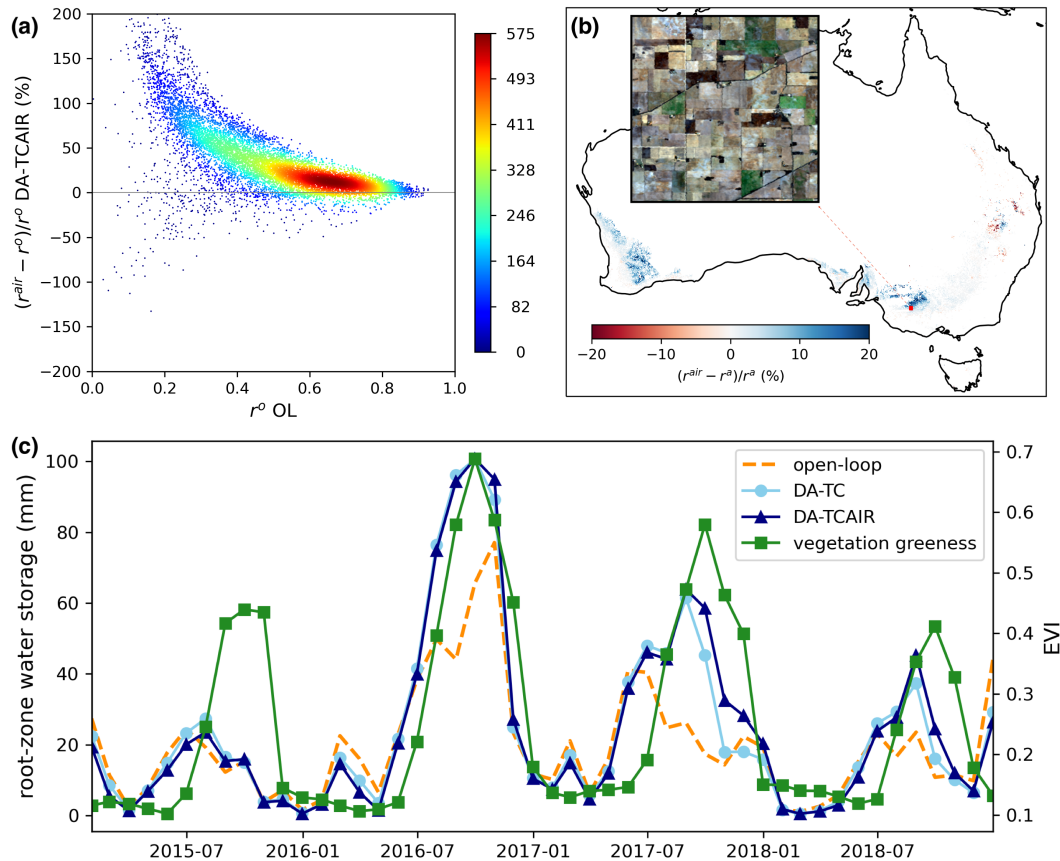 (a)
(r^air − r^o)/r^o DA-TCAIR (%)
200
150
100
50
0
−50
−100
−150
−200
0.0 0.2 0.4 0.6 0.8 1.0
r^o OL
575
493
411
328
246
164
82
0
(b)
−20 −10 0 10 20
(r^air − r^a)/r^a (%)
(c)
root-zone water storage (mm)
100
80
60
40
20
0
open-loop
DA-TC
DA-TCAIR
vegetation greeness
0.7
0.6
0.5
0.4
0.3
0.2
0.1
EVI
2015-07 2016-01 2016-07 2017-01 2017-07 2018-01 2018-07